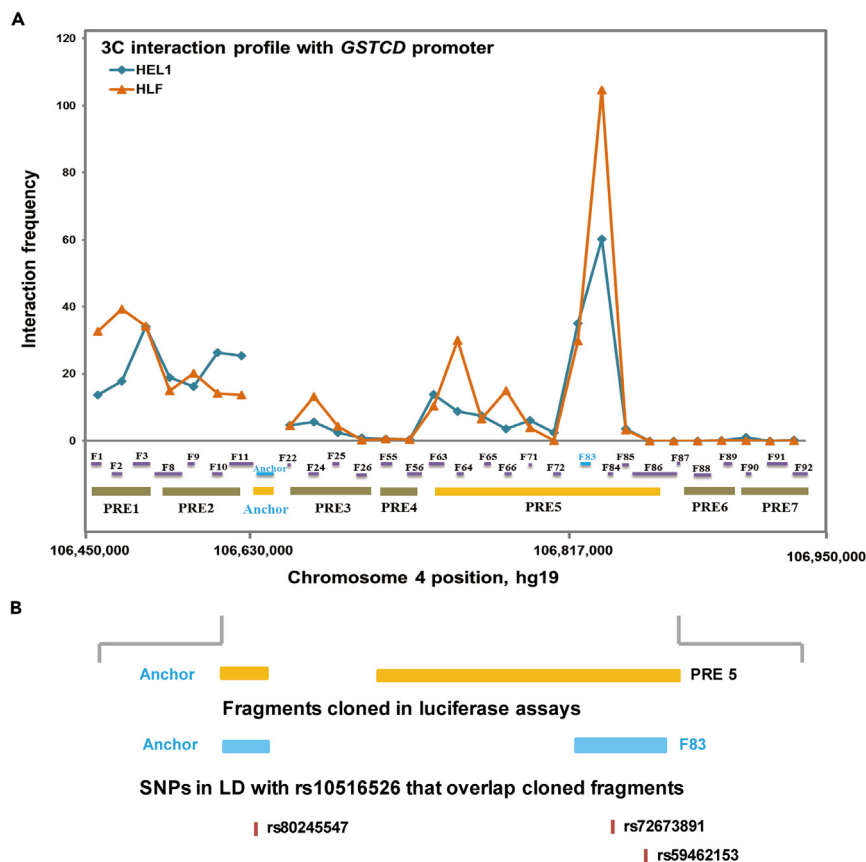 A
3C interaction profile with GSTCD promoter
HEL1
HLF
Interaction frequency
120
100
80
60
40
20
0
F1 F3 F9 F11 F22 F25 F55 F63 F65 F71 F83 F85 F87 F89 F91
F2 F8 F10 Anchor F24 F26 F56 F64 F66 F72 F84 F86 F88 F90 F92
PRE1 PRE2 Anchor PRE3 PRE4 PRE5 PRE6 PRE7
106,450,000 106,630,000 106,817,000 106,950,000
Chromosome 4 position, hg19
B
Anchor PRE 5
Fragments cloned in luciferase assays
Anchor F83
SNPs in LD with rs10516526 that overlap cloned fragments
rs80245547 rs72673891
rs59462153